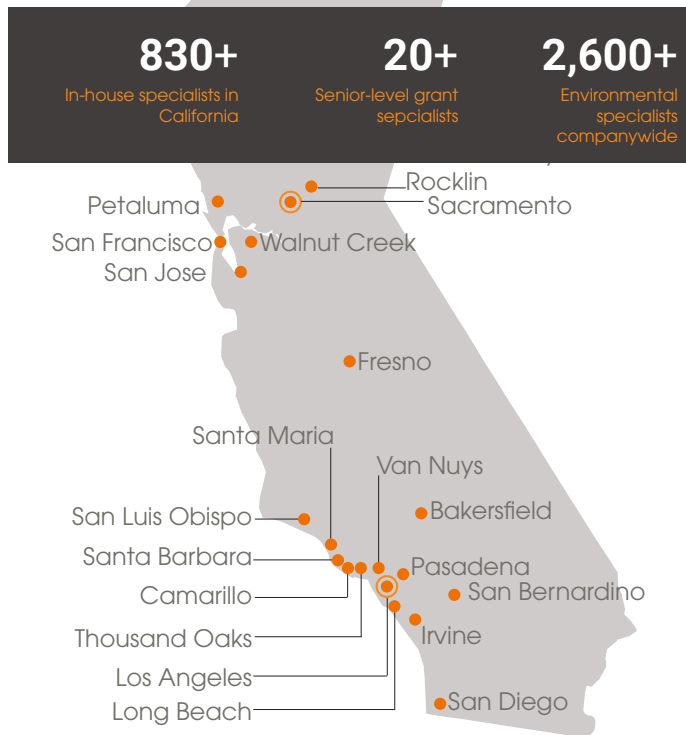 830+
In-house specialists in
California
20+
Senior-level grant
sepcialists
2,600+
Environmental
specialists
companywide
Rocklin
Petaluma
Sacramento
San Francisco
Walnut Creek
San Jose
Fresno
Santa Maria
Van Nuys
San Luis Obispo
Bakersfield
Santa Barbara
Pasadena
Camarillo
San Bernardino
Thousand Oaks
Irvine
Los Angeles
Long Beach
San Diego